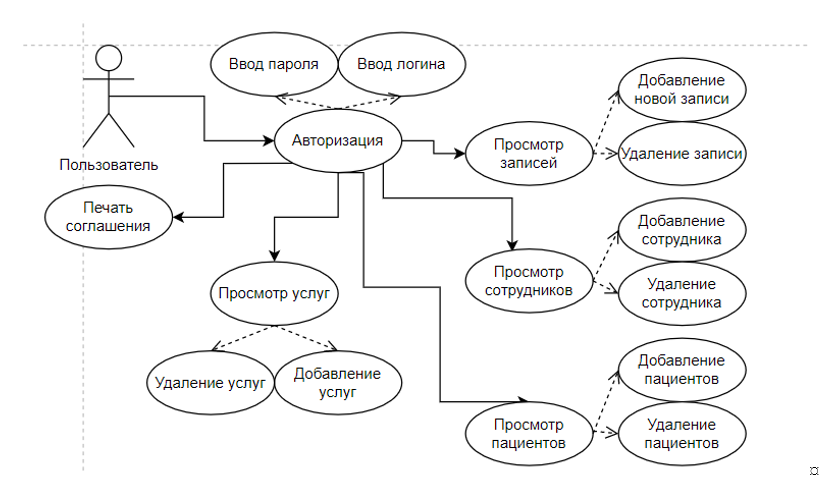 Ввод пароля
Ввод логина
Добавление
новой записи
Авторизация
Просмотр
записей
Удаление записи
Пользователь
Печать
соглашения
Добавление
сотрудника
Просмотр
сотрудников
Удаление
сотрудника
Просмотр услуг
Удаление услуг
Добавление
услуг
Добавление
пациентов
Просмотр
пациентов
Удаление
пациентов
¤